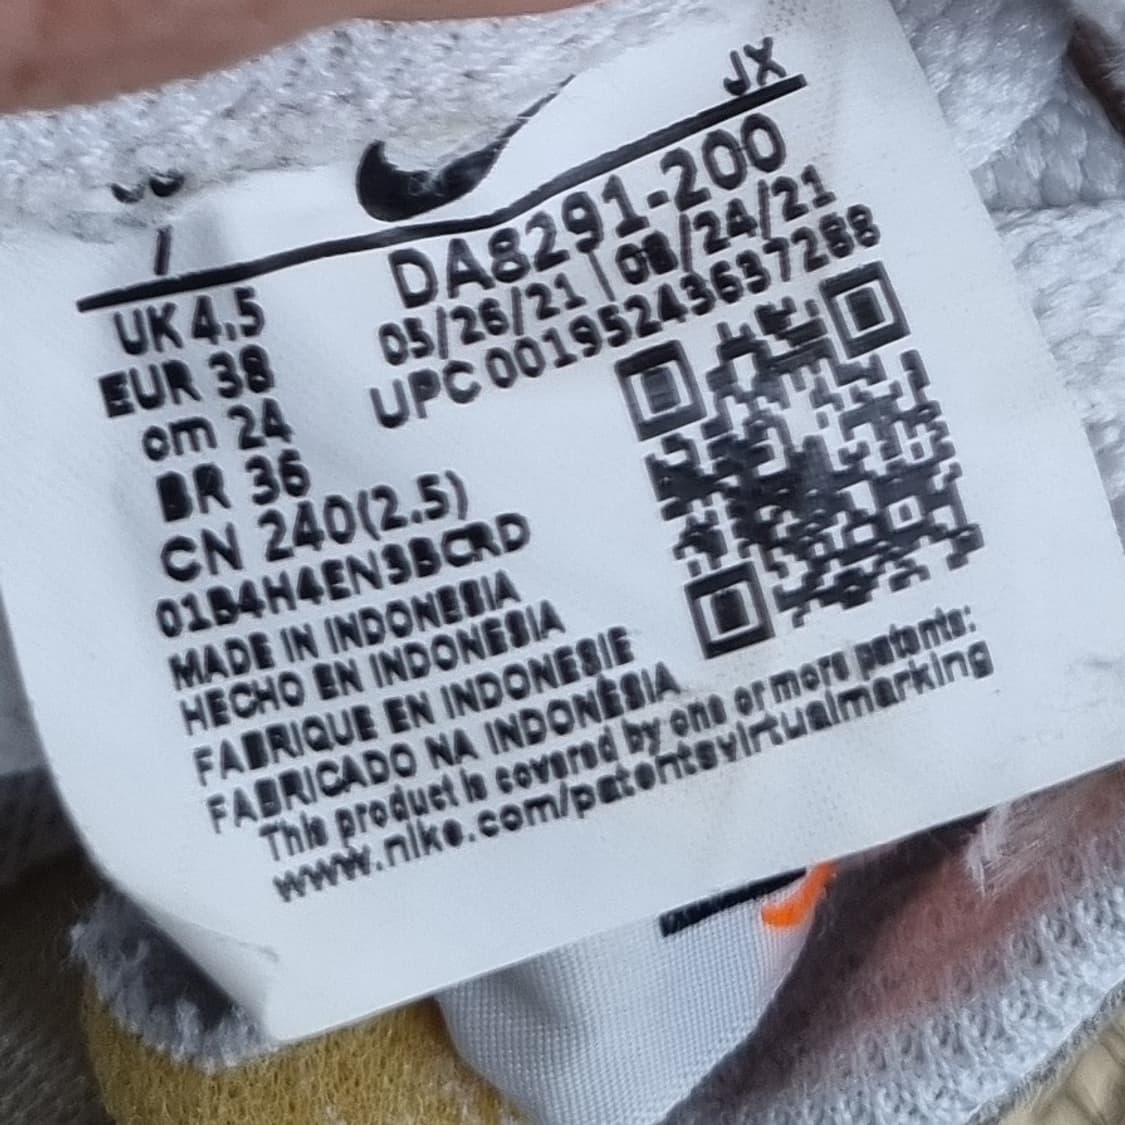 JX
7
DA8291-200
05/26/21 | 08/24/21
UPC 00195243637288
UK 4.5
EUR 38
cm 24
BR 36
CN 240(2.5)
01B4H4EN3BCRD
MADE IN INDONESIA
HECHO EN INDONESIA
FABRIQUE EN INDONESIE
FABRICADO NA INDONÉSIA
This product is covered by one or more patents:
www.nike.com/patentsvirtualmarking